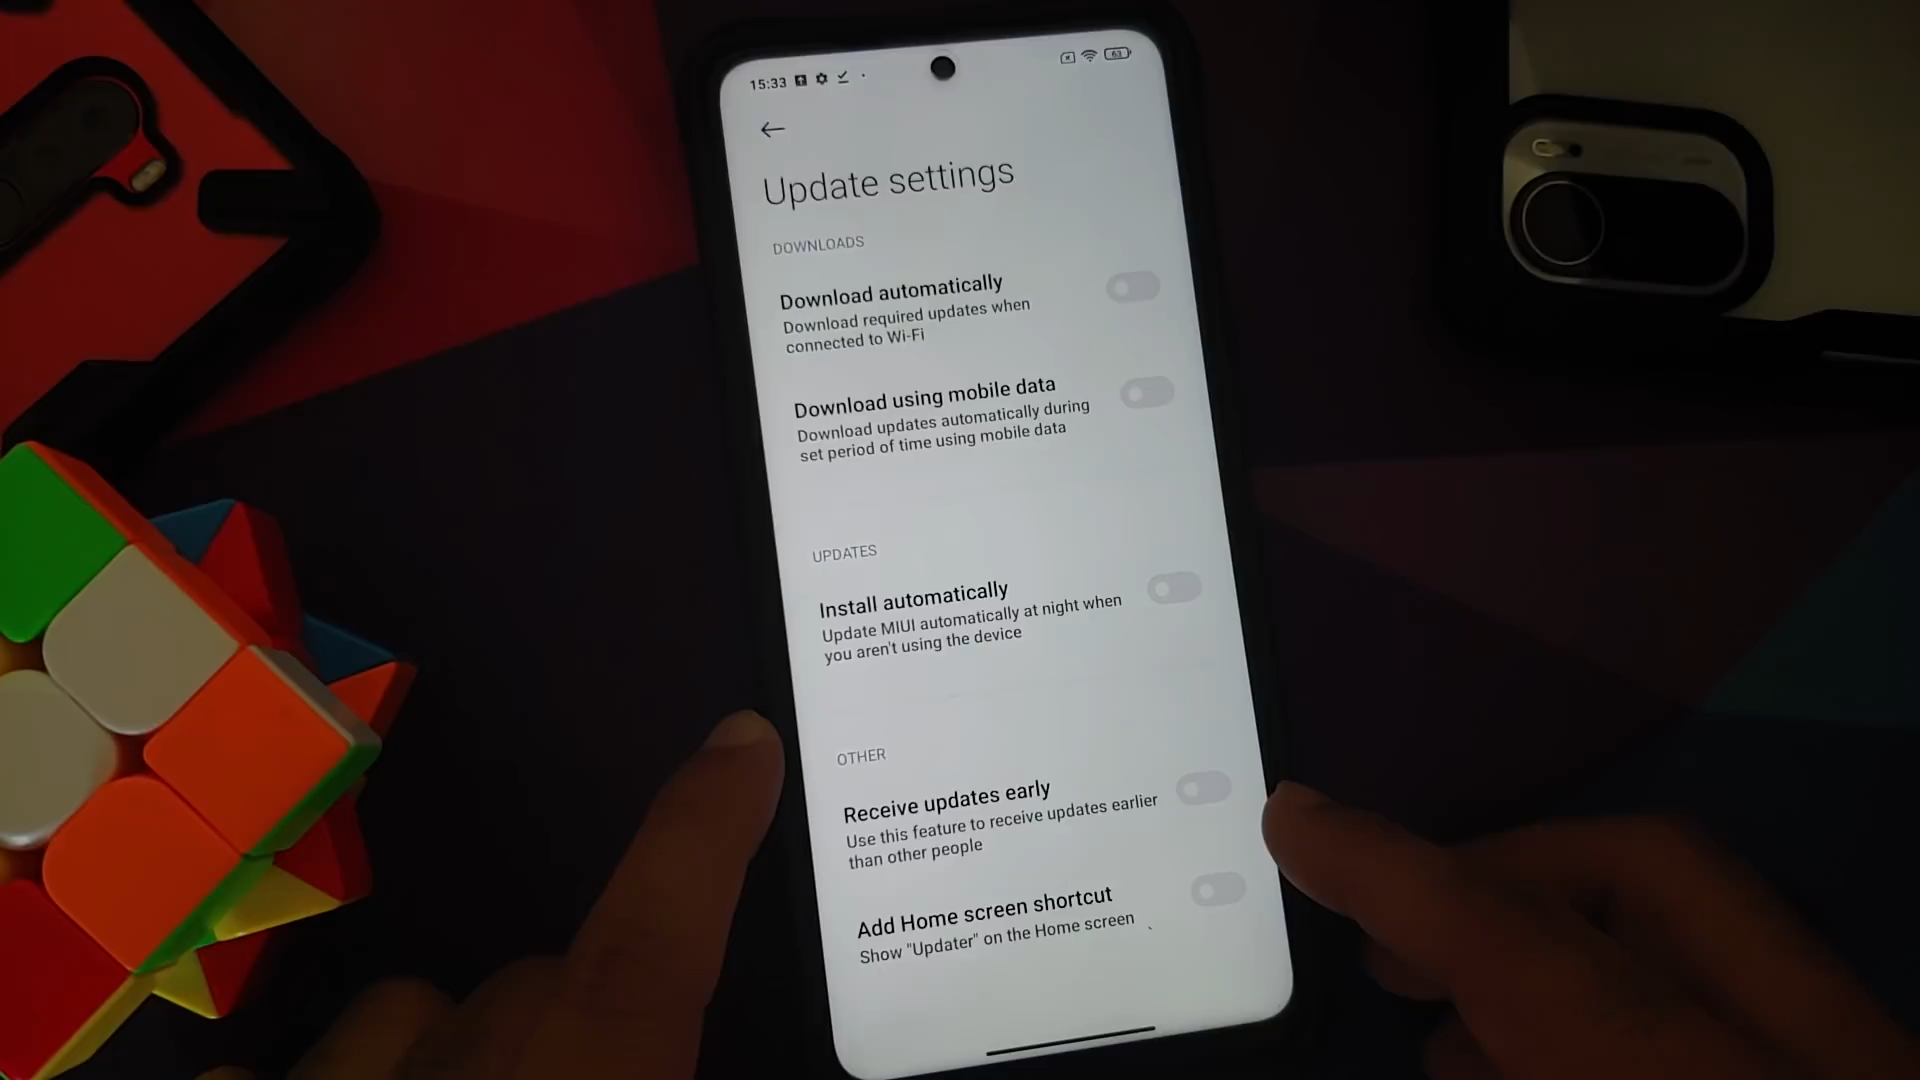 15:33
63
Update settings
DOWNLOADS
Download automatically
Download required updates when
connected to Wi-Fi
Download using mobile data
Download updates automatically during
set period of time using mobile data
UPDATES
Install automatically
Update MIUI automatically at night when
you aren't using the device
OTHER
Receive updates early
Use this feature to receive updates earlier
than other people
Add Home screen shortcut
Show "Updater" on the Home screen